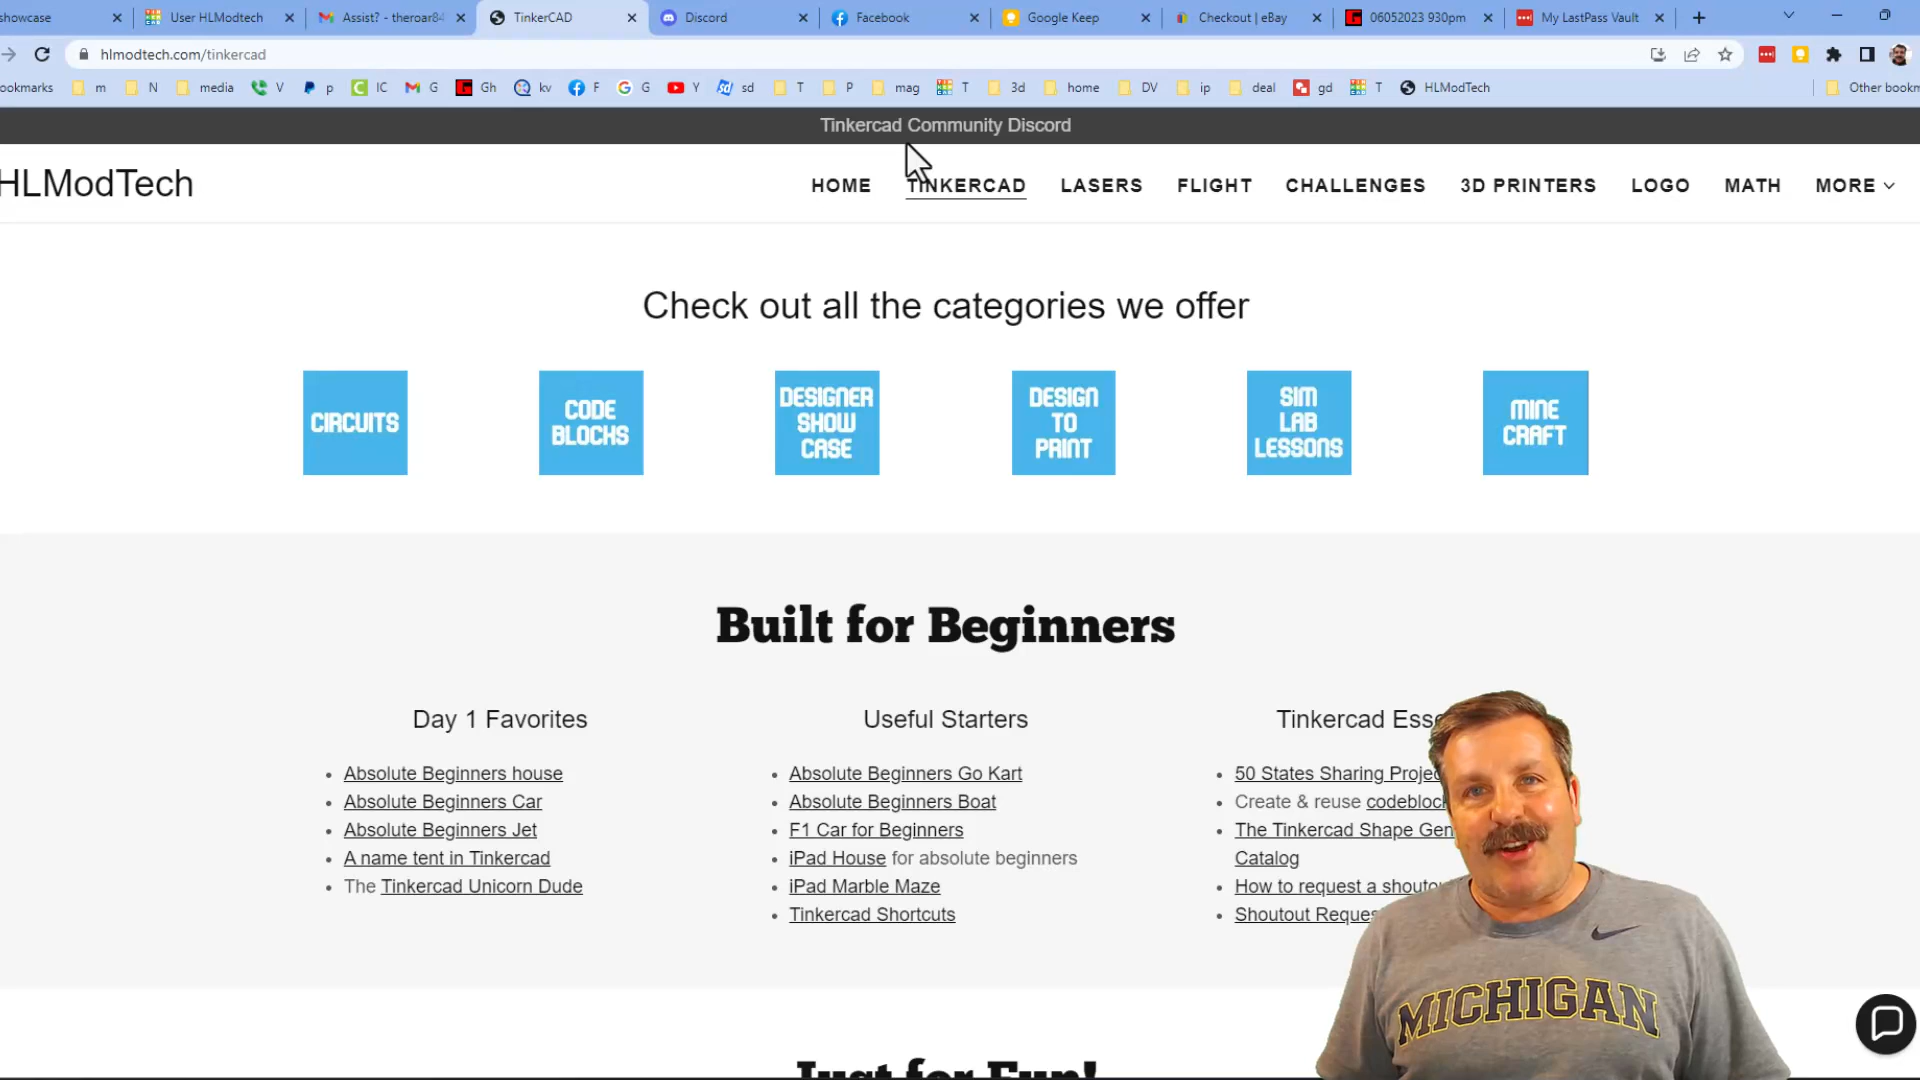 showcase
User HLModtech
Assist? - theroar84
TinkerCAD
Discord
Facebook
Google Keep
Checkout | eBay
06052023 930pm
My LastPass Vault
hlmodtech.com/tinkercad
ookmarks m N media V p IC G Gh kv F G Y sd T P mag T 3d home DV ip deal gd T HLModTech Other bookm
Tinkercad Community Discord
HLModTech
HOME TINKERCAD LASERS FLIGHT CHALLENGES 3D PRINTERS LOGO MATH MORE
Check out all the categories we offer
CIRCUITS
CODE
BLOCKS
DESIGNER
SHOW
CASE
DESIGN
TO
PRINT
SIM
LAB
LESSONS
MINE
CRAFT
Built for Beginners
Day 1 Favorites
Absolute Beginners house
Absolute Beginners Car
Absolute Beginners Jet
A name tent in Tinkercad
The Tinkercad Unicorn Dude
Useful Starters
Absolute Beginners Go Kart
Absolute Beginners Boat
F1 Car for Beginners
iPad House for absolute beginners
iPad Marble Maze
Tinkercad Shortcuts
Tinkercad Esse
50 States Sharing Projec
Create & reuse codeblock
The Tinkercad Shape Gen
Catalog
How to request a shoutou
Shoutout Reques
MICHIGAN
Just for Fun!